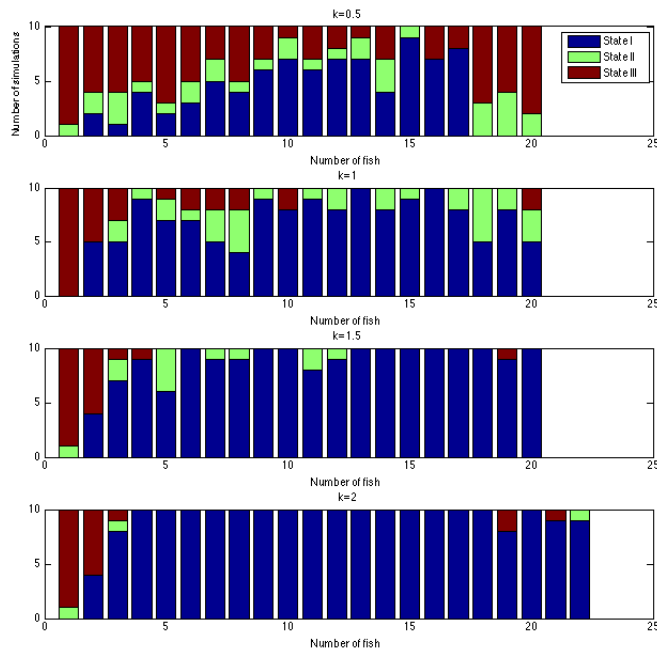 k=0.5
Number of simulations
10
5
0
State I
State II
State III
0 5 10 15 20 25
Number of fish
k=1
10
5
0
0 5 10 15 20 25
Number of fish
k=1.5
10
5
0
0 5 10 15 20 25
Number of fish
k=2
10
5
0
0 5 10 15 20 25
Number of fish